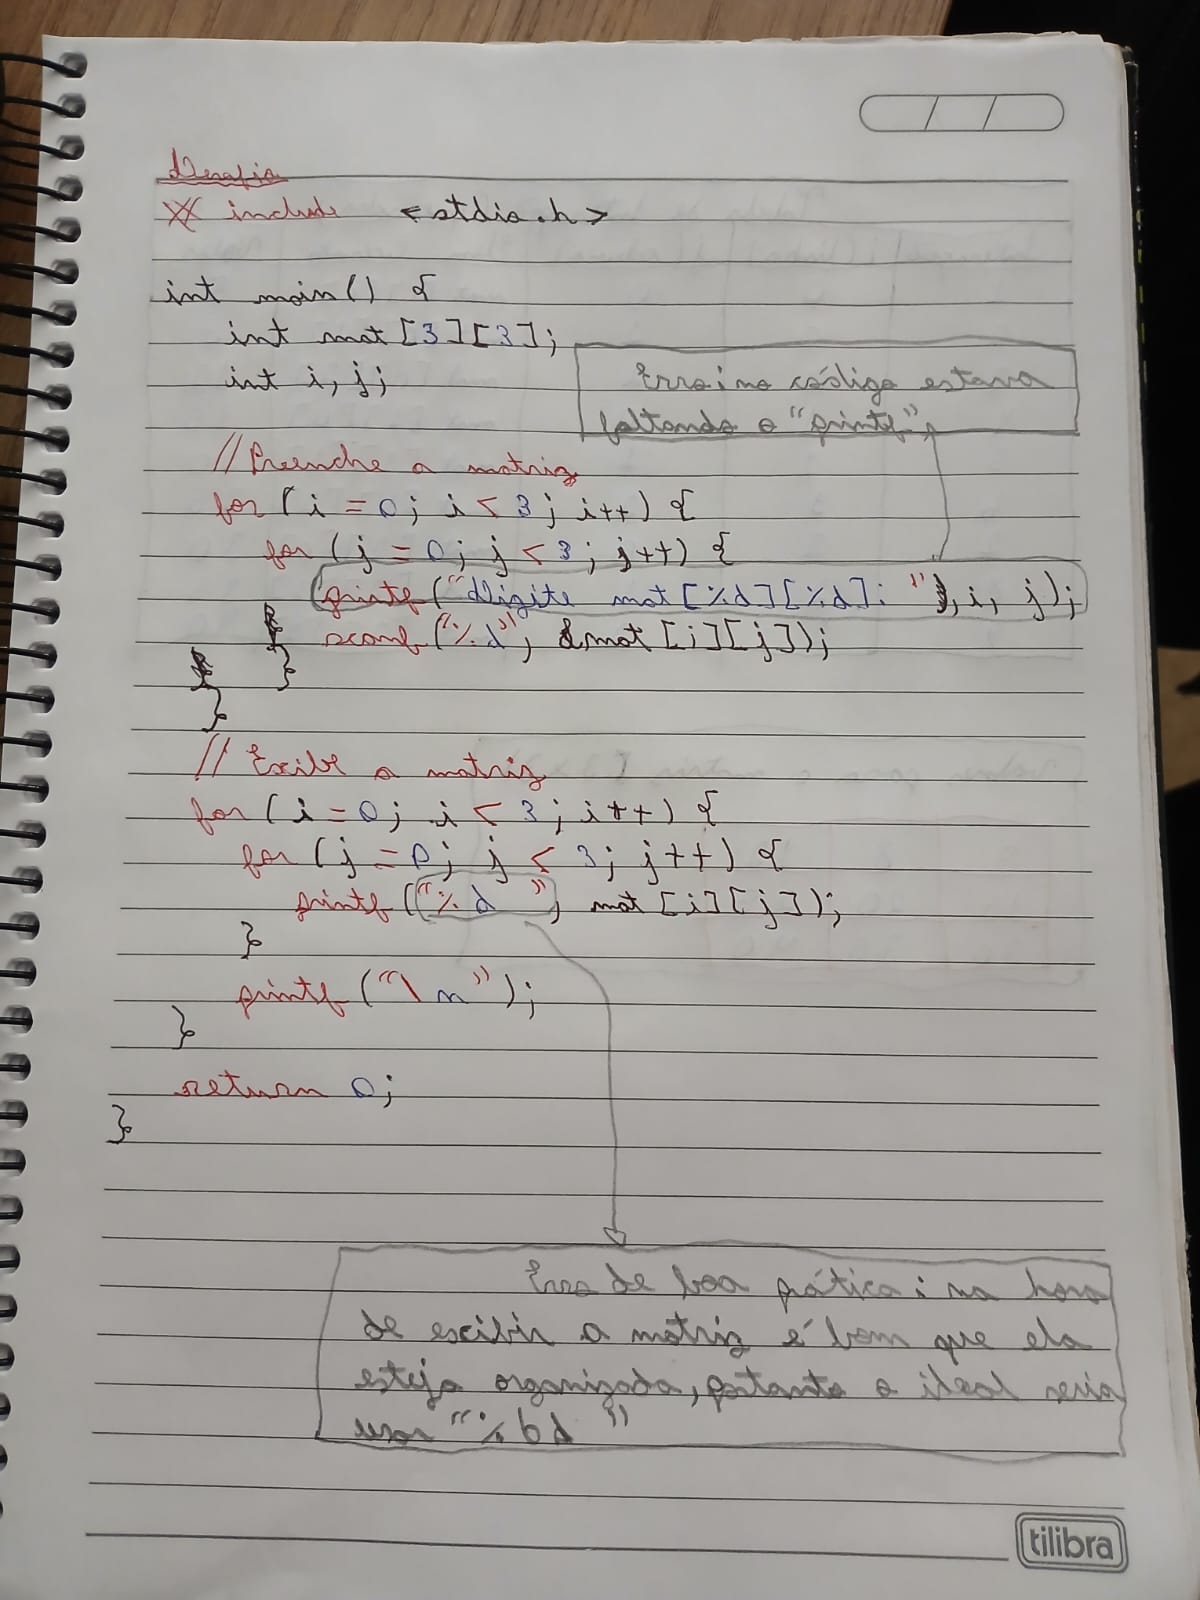 Desafio
# include <stdio.h>
int main() {
int mat [3][3];
int i, j;
Erro: no código estava
faltando o "printf",
// Preenche a matriz
for (i = 0; i < 3; i++) {
for (j = 0; j < 3; j++) {
printf ("Digite mat [%d][%d]: "), i, j);
scanf ("%d", &mat [i][j]);
}
}
// Exibe a matriz
for (i = 0; i < 3; i++) {
for (j = 0; j < 3; j++) {
printf ("%d ", mat [i][j]);
}
printf ("\n");
}
return 0;
}
Erro de boa prática: na hora
de exibir a matriz é bom que ela
esteja organizada, portanto o ideal seria
usar "%6d "
tilibra